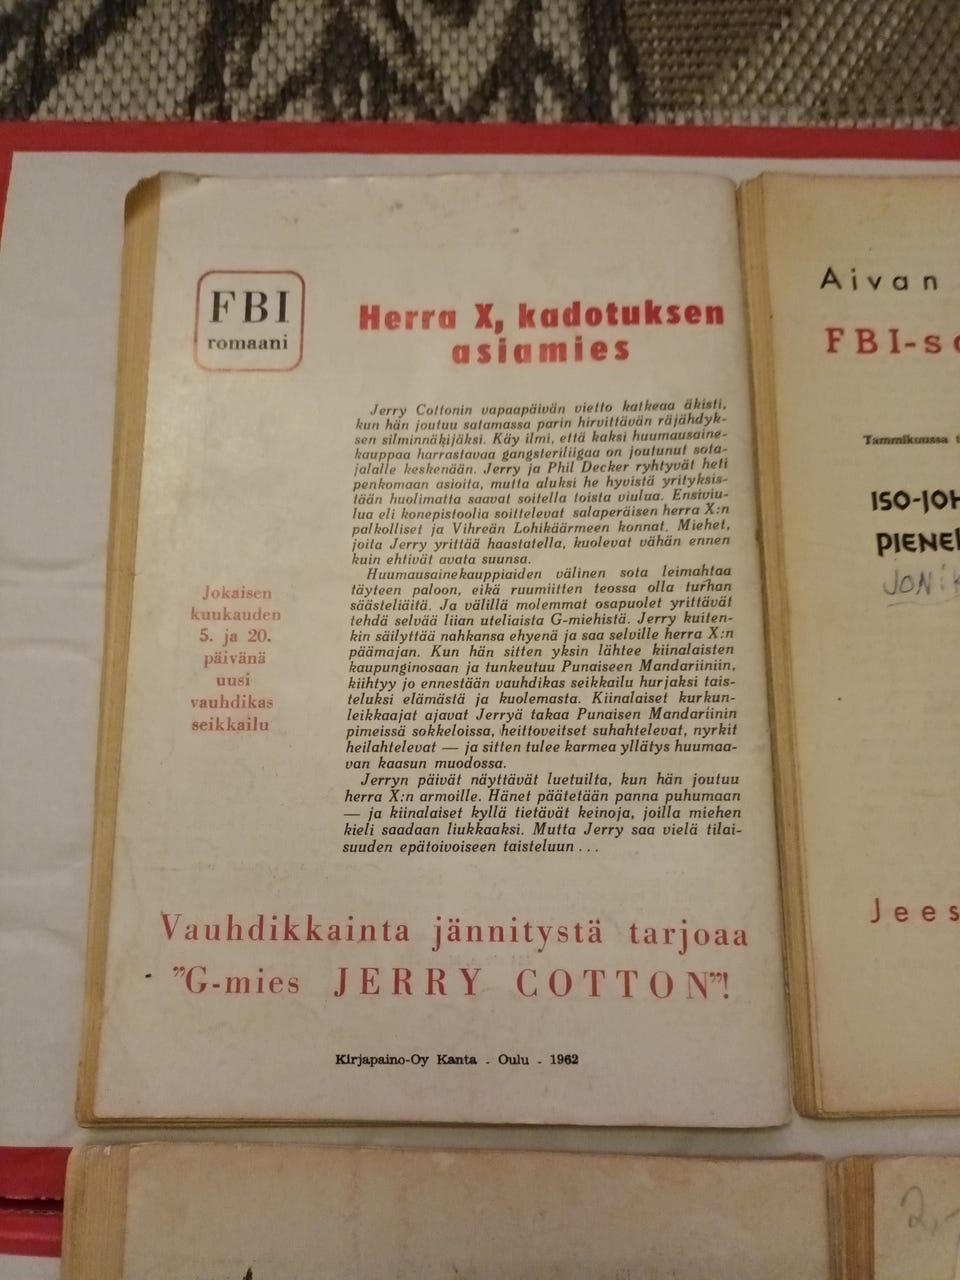 FBI
romaani
Herra X, kadotuksen
asiamies
Jerry Cottonin vapaapäivän vietto katkeaa äkisti,
kun hän joutuu satamassa parin hirvittävän räjähdyk-
sen silminnäkijäksi. Käy ilmi, että kaksi huumausaine-
kauppaa harrastavaa gangsteriliigaa on joutunut sota-
jalalle keskenään. Jerry ja Phil Decker ryhtyvät heti
penkomaan asioita, mutta aluksi he hyvistä yrityksis-
tään huolimatta saavat soitella toista viulua. Ensiviu-
lua eli konepistoolia soittelevat salaperäisen herra X:n
palkolliset ja Vihreän Lohikäärmeen konnat. Miehet,
joita Jerry yrittää haastatella, kuolevat vähän ennen
kuin ehtivät avata suunsa.
Huumausainekauppiaiden välinen sota leimahtaa
täyteen paloon, eikä ruumiitten teossa olla turhan
säästeliäitä. Ja välillä molemmat osapuolet yrittävät
tehdä selvää liian uteliaista G-miehistä. Jerry kuiten-
kin säilyttää nahkansa ehyenä ja saa selville herra X:n
päämajan. Kun hän sitten yksin lähtee kiinalaisten
kaupunginosaan ja tunkeutuu Punaiseen Mandariiniin,
kiihtyy jo ennestään vauhdikas seikkailu hurjaksi tais-
teluksi elämästä ja kuolemasta. Kiinalaiset kurkun-
leikkaajat ajavat Jerryä takaa Punaisen Mandariinin
pimeissä sokkeloissa, heittoveitset suhahtelevat, nyrkit
heilahtelevat — ja sitten tulee karmea yllätys huumaa-
van kaasun muodossa.
Jerryn päivät näyttävät luetuilta, kun hän joutuu
herra X:n armoille. Hänet päätetään panna puhumaan
— ja kiinalaiset kyllä tietävät keinoja, joilla miehen
kieli saadaan liukkaaksi. Mutta Jerry saa vielä tilai-
suuden epätoivoiseen taisteluun ...
Jokaisen
kuukauden
5. ja 20.
päivänä
uusi
vauhdikas
seikkailu
Vauhdikkainta jännitystä tarjoaa
"G-mies JERRY COTTON"!
Kirjapaino-Oy Kanta - Oulu - 1962
Aivan
FBI-s
Tammikuussa
ISO-JOH
PIENE
JONI
Jees
2,-